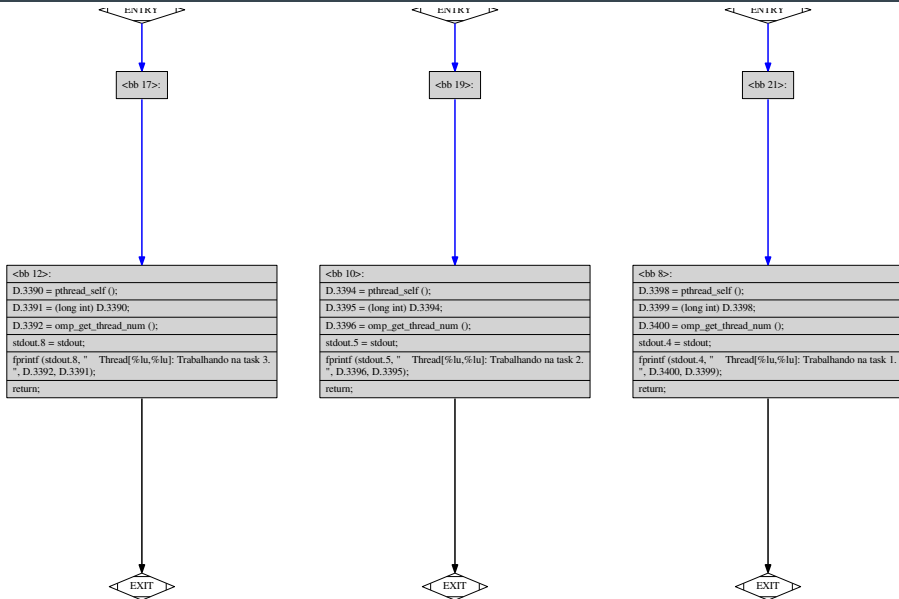 ENTRY
<bb 17>:
<bb 12>:
D.3390 = pthread_self ();
D.3391 = (long int) D.3390;
D.3392 = omp_get_thread_num ();
stdout.8 = stdout;
fprintf (stdout.8, "    Thread[%lu,%lu]: Trabalhando na task 3.
", D.3392, D.3391);
return;
EXIT
ENTRY
<bb 19>:
<bb 10>:
D.3394 = pthread_self ();
D.3395 = (long int) D.3394;
D.3396 = omp_get_thread_num ();
stdout.5 = stdout;
fprintf (stdout.5, "    Thread[%lu,%lu]: Trabalhando na task 2.
", D.3396, D.3395);
return;
EXIT
ENTRY
<bb 21>:
<bb 8>:
D.3398 = pthread_self ();
D.3399 = (long int) D.3398;
D.3400 = omp_get_thread_num ();
stdout.4 = stdout;
fprintf (stdout.4, "    Thread[%lu,%lu]: Trabalhando na task 1.
", D.3400, D.3399);
return;
EXIT